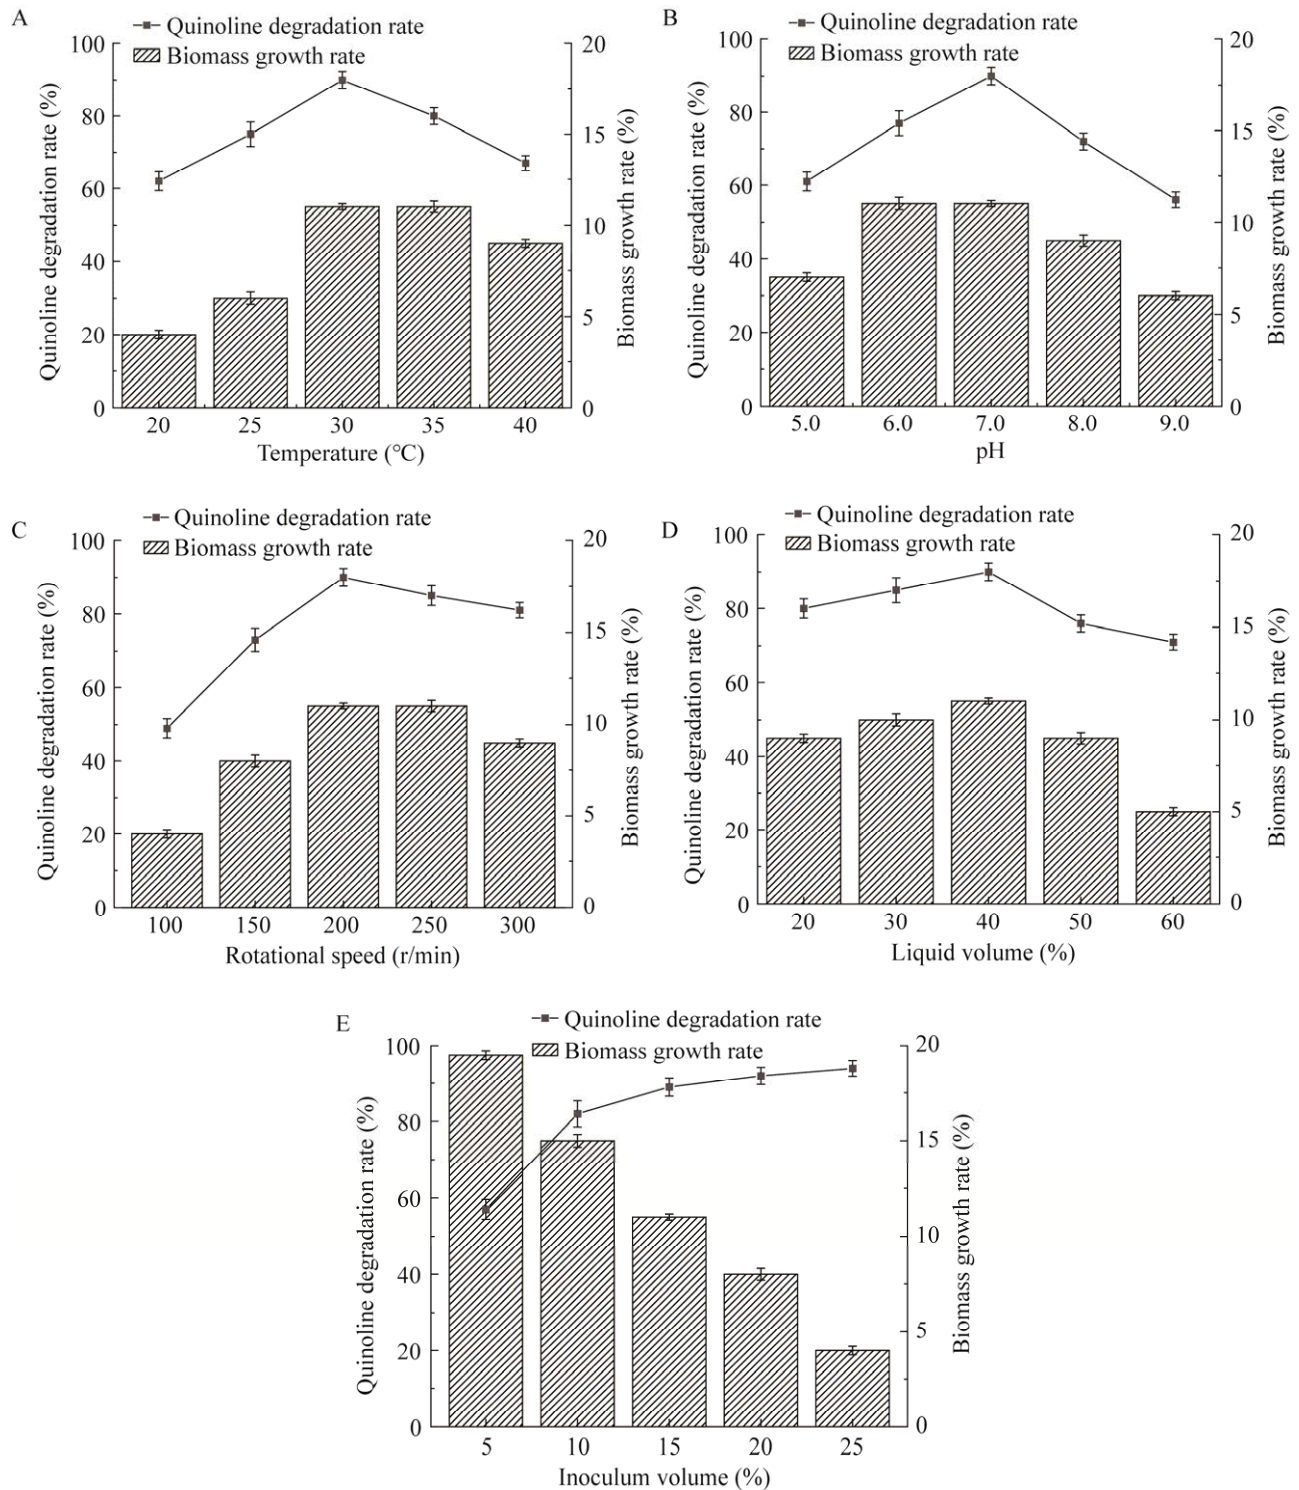 A
Quinoline degradation rate
Biomass growth rate
100
80
60
40
20
0
Quinoline degradation rate (%)
20
15
10
5
0
Biomass growth rate (%)
20 25 30 35 40
Temperature (°C)
B
Quinoline degradation rate
Biomass growth rate
100
80
60
40
20
0
Quinoline degradation rate (%)
20
15
10
5
0
Biomass growth rate (%)
5.0 6.0 7.0 8.0 9.0
pH
C
Quinoline degradation rate
Biomass growth rate
100
80
60
40
20
0
Quinoline degradation rate (%)
20
15
10
5
0
Biomass growth rate (%)
100 150 200 250 300
Rotational speed (r/min)
D
Quinoline degradation rate
Biomass growth rate
100
80
60
40
20
0
Quinoline degradation rate (%)
20
15
10
5
0
Biomass growth rate (%)
20 30 40 50 60
Liquid volume (%)
E
Quinoline degradation rate
Biomass growth rate
100
80
60
40
20
0
Quinoline degradation rate (%)
20
15
10
5
0
Biomass growth rate (%)
5 10 15 20 25
Inoculum volume (%)